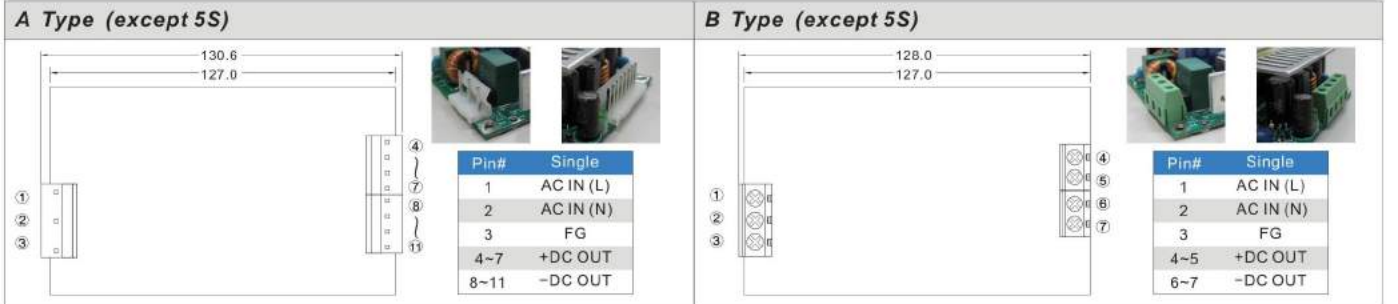 A Type (except 5S)
130.6
127.0
①
②
③
④
⑦
⑧
⑪
Pin# Single
1 AC IN (L)
2 AC IN (N)
3 FG
4~7 +DC OUT
8~11 −DC OUT
B Type (except 5S)
128.0
127.0
①
②
③
④
⑤
⑥
⑦
Pin# Single
1 AC IN (L)
2 AC IN (N)
3 FG
4~5 +DC OUT
6~7 −DC OUT